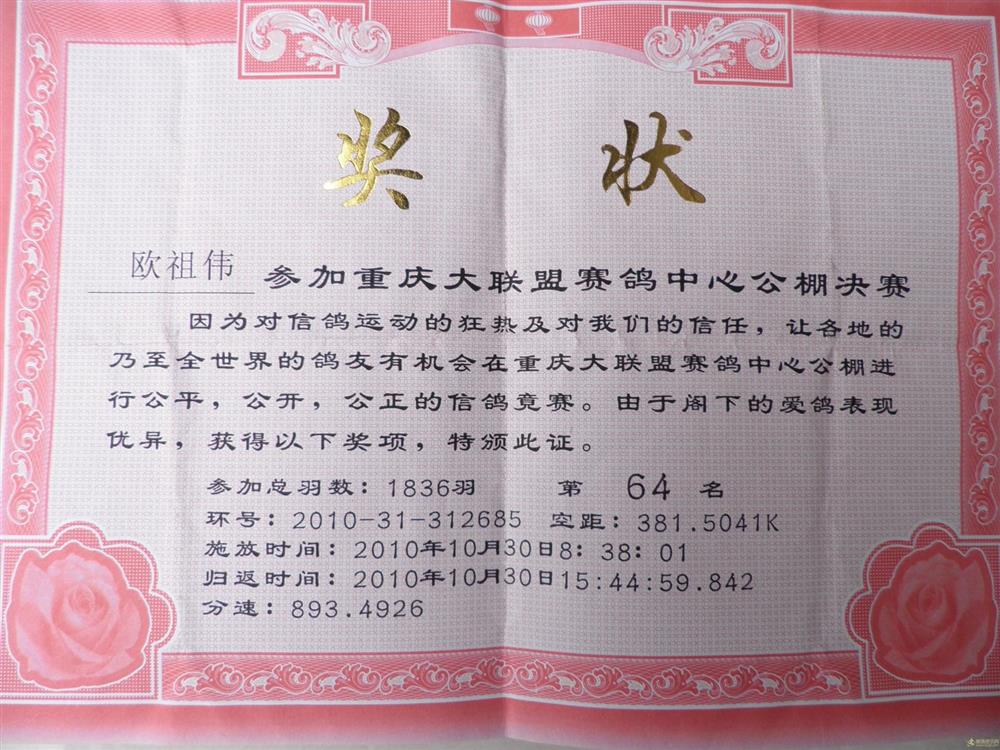 奖 状
欧祖伟 参加重庆大联盟赛鸽中心公棚决赛
因为对信鸽运动的狂热及对我们的信任，让各地的
乃至全世界的鸽友有机会在重庆大联盟赛鸽中心公棚进
行公平，公开，公正的信鸽竞赛。由于阁下的爱鸽表现
优异，获得以下奖项，特颁此证。
参加总羽数：1836羽 第 64 名
环号：2010-31-312685 空距：381.5041K
施放时间：2010年10月30日8：38：01
归返时间：2010年10月30日15:44:59.842
分速：893.4926